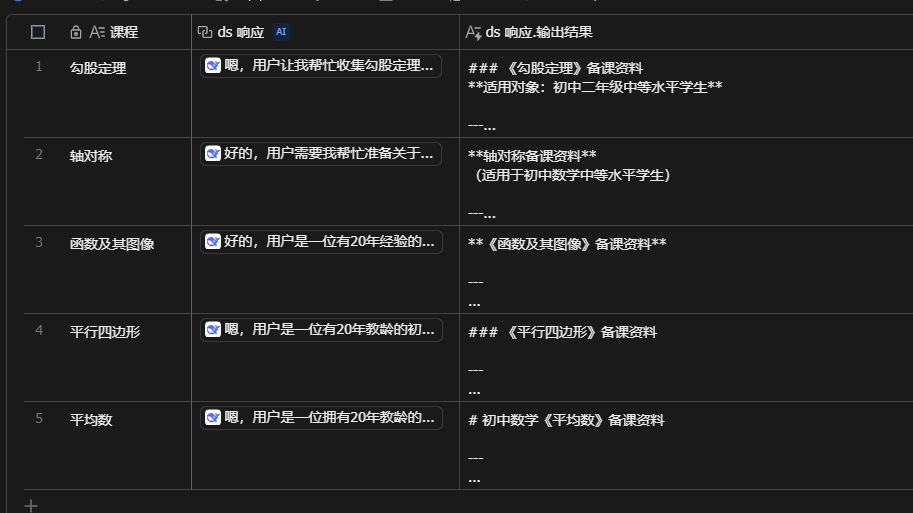 课程 ds 响应 AI ds 响应.输出结果
1 勾股定理 嗯，用户让我帮忙收集勾股定理... ### 《勾股定理》备课资料
**适用对象：初中二年级中等水平学生**
---...
2 轴对称 好的，用户需要我帮忙准备关于... **轴对称备课资料**
（适用于初中数学中等水平学生）
---...
3 函数及其图像 好的，用户是一位有20年经验的... **《函数及其图像》备课资料**
---
...
4 平行四边形 嗯，用户是一位有20年教龄的初... ### 《平行四边形》备课资料
---
...
5 平均数 嗯，用户是一位拥有20年教龄的... # 初中数学《平均数》备课资料
---
...